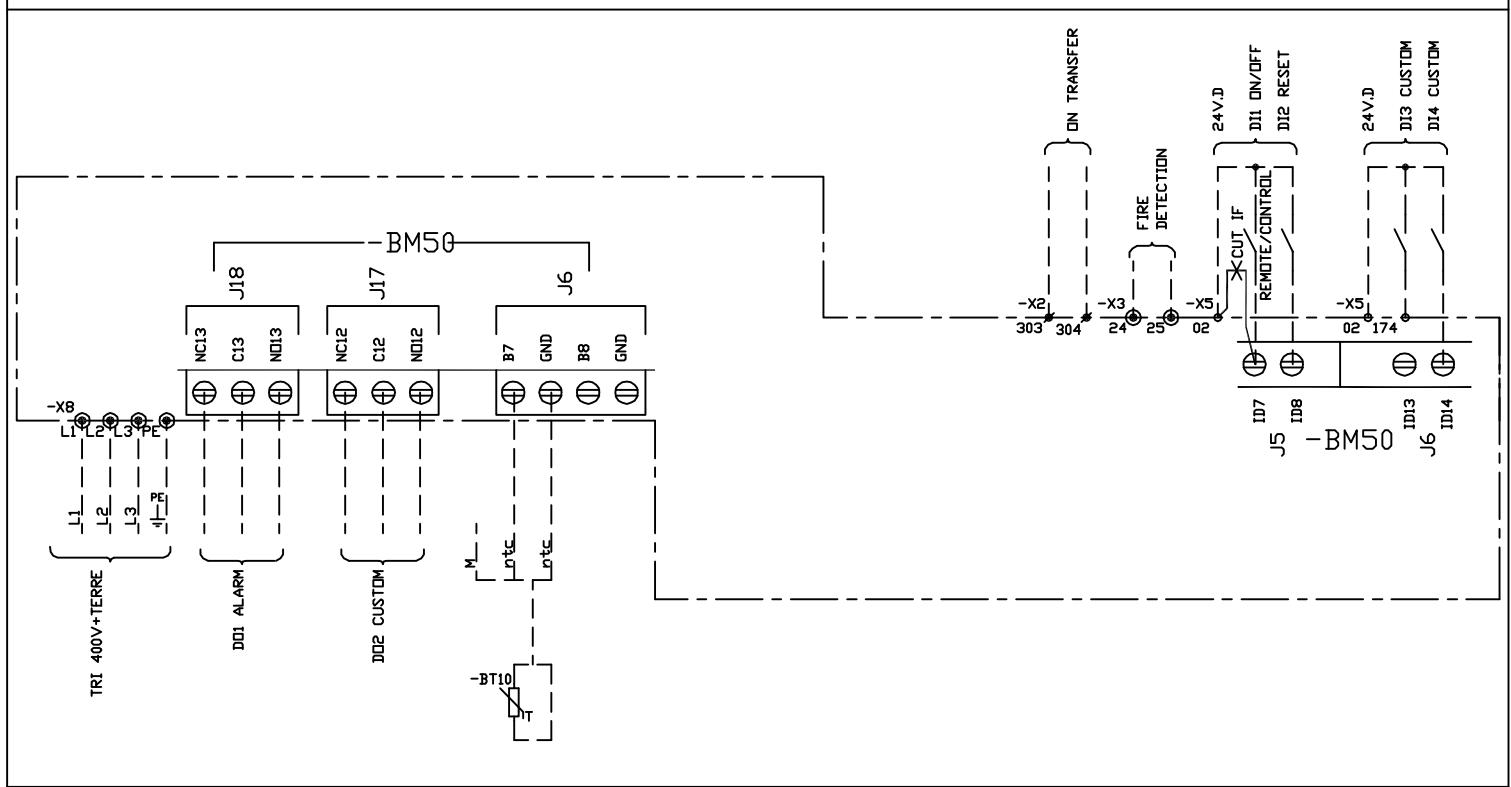 -BM50
J18
J17
J6
NC13
C13
NO13
NC12
C12
NO12
B7
GND
B8
GND
-X8
L1 L2 L3 PE
L1
L2
L3
PE
TRI 400V+TERRE
DO1 ALARM
DO2 CUSTOM
M
ntc
ntc
-BT10
T
ON TRANSFER
-X2
303 304
FIRE
DETECTION
-X3
24 25
24V.D
DI1 ON/OFF
DI2 RESET
CUT IF
REMOTE/CONTROL
-X5
02
24V.D
DI3 CUSTOM
DI4 CUSTOM
-X5
02 174
ID7
ID8
J5
-BM50
ID13
ID14
J6